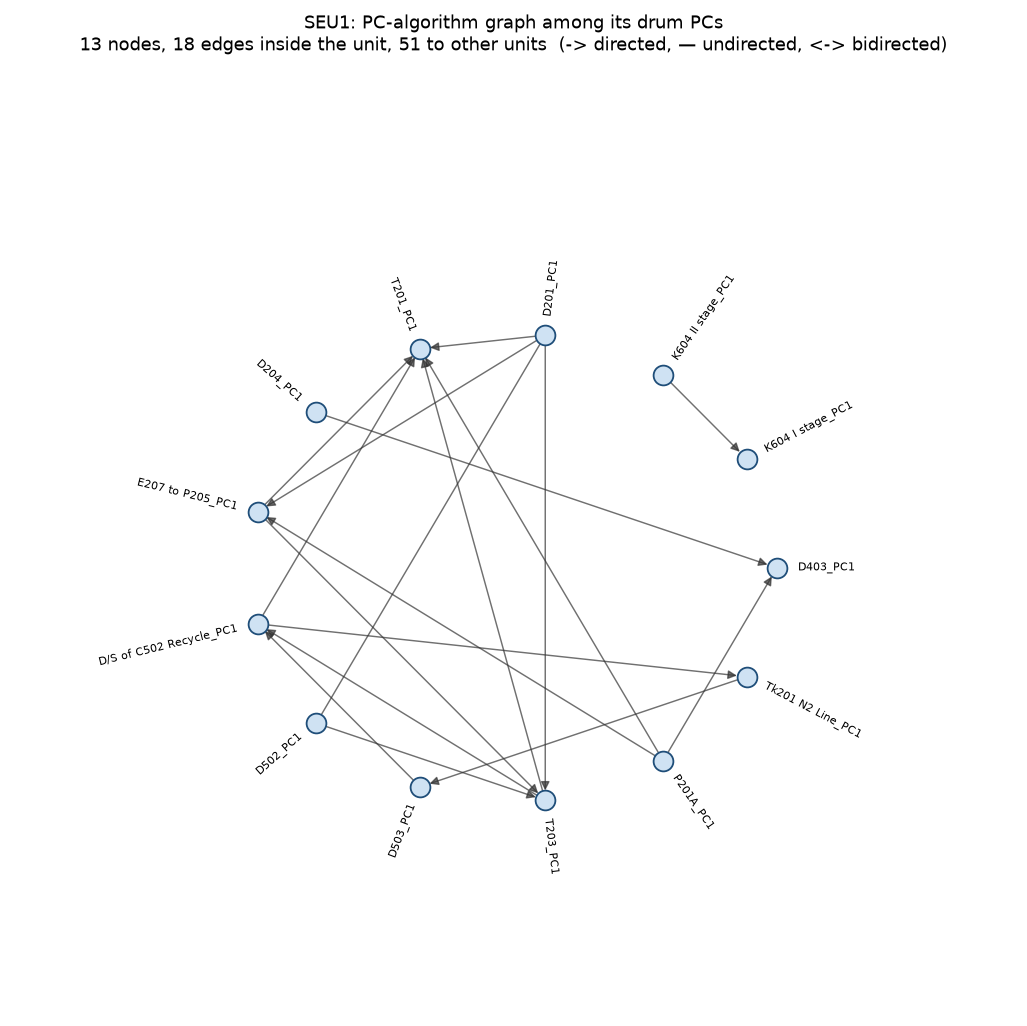 SEU1: PC-algorithm graph among its drum PCs
13 nodes, 18 edges inside the unit, 51 to other units  (-> directed, — undirected, <-> bidirected)
D201_PC1
T201_PC1
K604 II stage_PC1
D204_PC1
K604 I stage_PC1
E207 to P205_PC1
D403_PC1
D/S of C502 Recycle_PC1
Tk201 N2 Line_PC1
D502_PC1
P201A_PC1
D503_PC1
T203_PC1